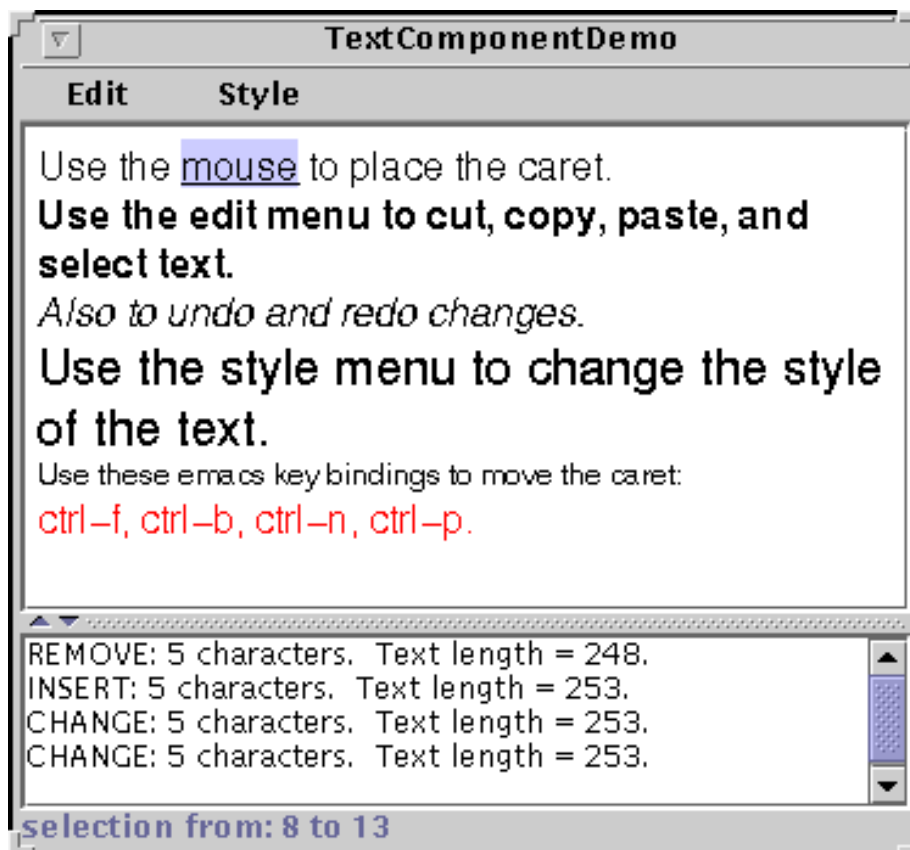 TextComponentDemo
Edit Style
Use the mouse to place the caret.
Use the edit menu to cut, copy, paste, and
select text.
Also to undo and redo changes.
Use the style menu to change the style
of the text.
Use these emacs key bindings to move the caret:
ctrl–f, ctrl–b, ctrl–n, ctrl–p.
REMOVE: 5 characters. Text length = 248.
INSERT: 5 characters. Text length = 253.
CHANGE: 5 characters. Text length = 253.
CHANGE: 5 characters. Text length = 253.
selection from: 8 to 13